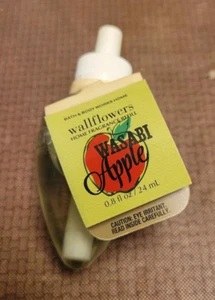 BATH & BODY WORKS/HOME
wallflowers
HOME FRAGRANCE REFILL
WASABI
Apple
0.8 fl oz / 24 mL
CAUTION: EYE IRRITANT.
READ INSIDE CAREFULLY.